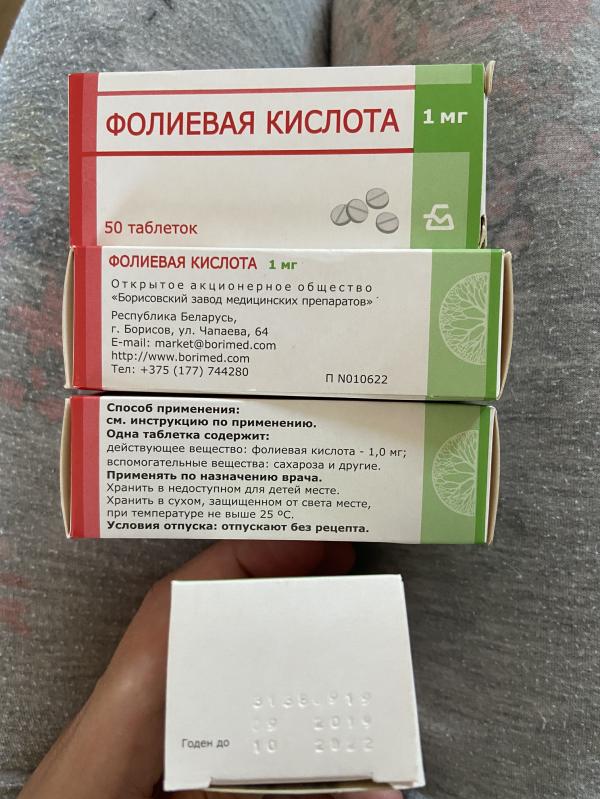 ФОЛИЕВАЯ КИСЛОТА 1 мг
50 таблеток
ФОЛИЕВАЯ КИСЛОТА 1 мг
Открытое акционерное общество
«Борисовский завод медицинских препаратов»
Республика Беларусь,
г. Борисов, ул. Чапаева, 64
E-mail: market@borimed.com
http://www.borimed.com
Тел: +375 (177) 744280
П N010622
Способ применения:
см. инструкцию по применению.
Одна таблетка содержит:
действующее вещество: фолиевая кислота - 1,0 мг;
вспомогательные вещества: сахароза и другие.
Применять по назначению врача.
Хранить в недоступном для детей месте.
Хранить в сухом, защищенном от света месте,
при температуре не выше 25 ºС.
Условия отпуска: отпускают без рецепта.
09 2019
Годен до 10 2022